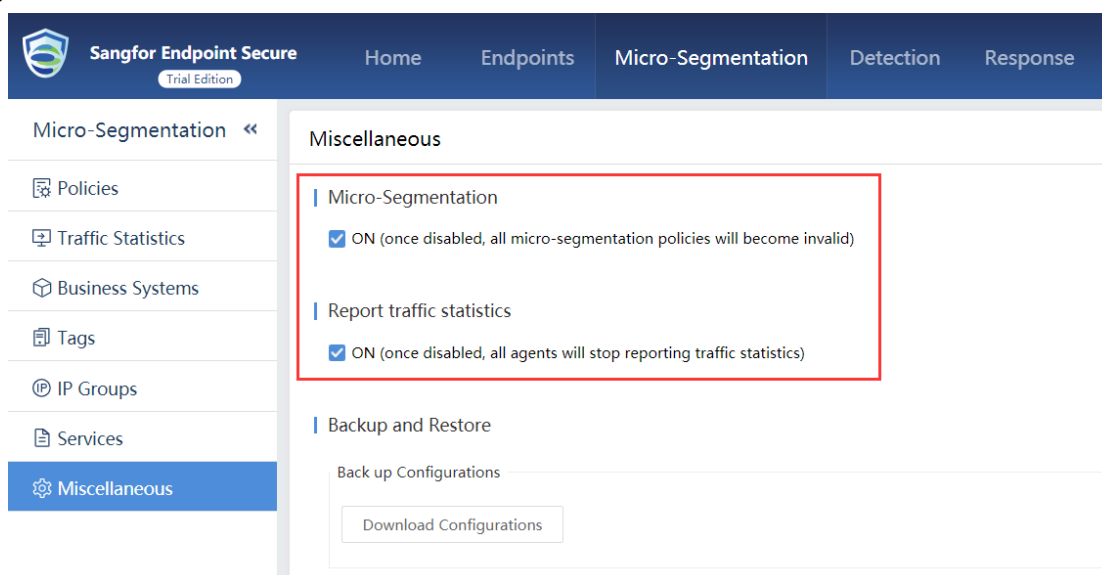 Sangfor Endpoint Secure
Trial Edition
Home
Endpoints
Micro-Segmentation
Detection
Response
Micro-Segmentation «
Policies
Traffic Statistics
Business Systems
Tags
IP Groups
Services
Miscellaneous
Miscellaneous
Micro-Segmentation
ON (once disabled, all micro-segmentation policies will become invalid)
Report traffic statistics
ON (once disabled, all agents will stop reporting traffic statistics)
Backup and Restore
Back up Configurations
Download Configurations